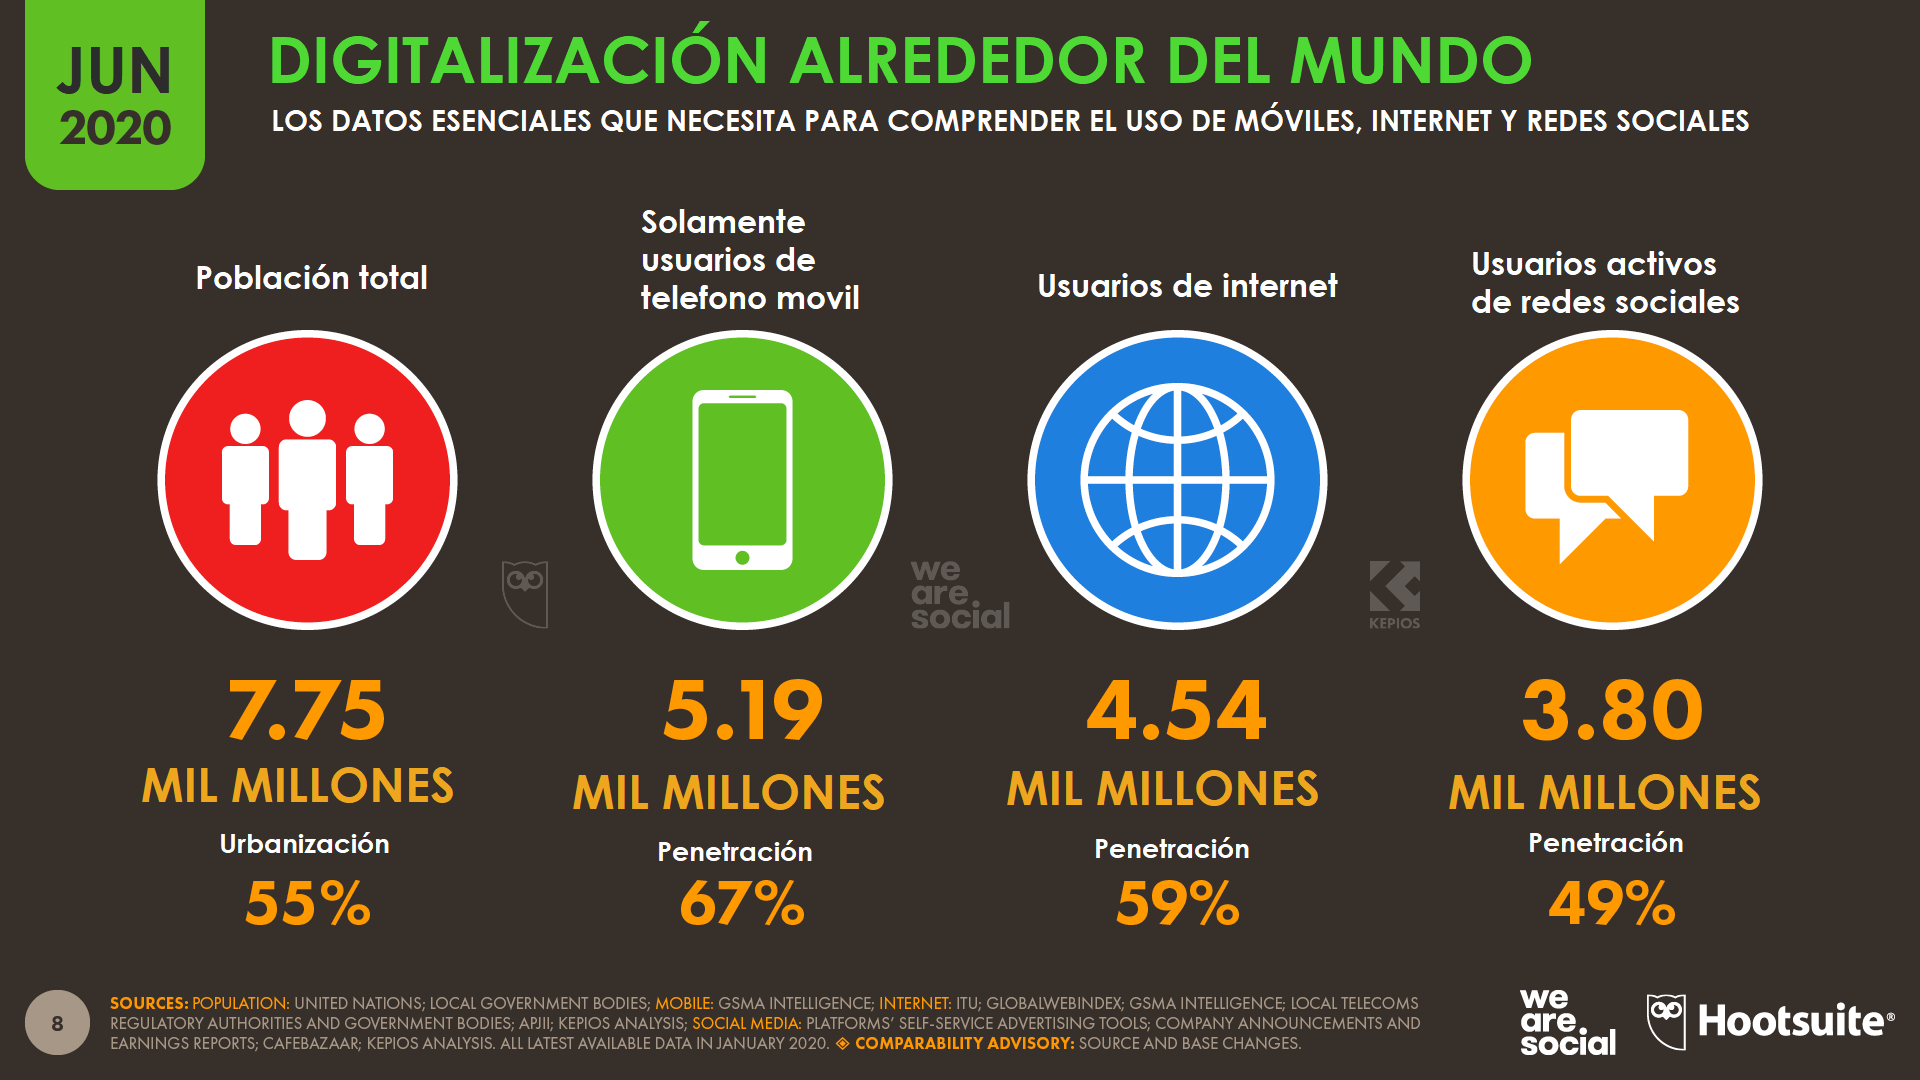 JUN
2020
DIGITALIZACIÓN ALREDEDOR DEL MUNDO
LOS DATOS ESENCIALES QUE NECESITA PARA COMPRENDER EL USO DE MÓVILES, INTERNET Y REDES SOCIALES
Población total
Solamente
usuarios de
telefono movil
Usuarios de internet
Usuarios activos
de redes sociales
we
are
social
KEPIOS
7.75
MIL MILLONES
Urbanización
55%
5.19
MIL MILLONES
Penetración
67%
4.54
MIL MILLONES
Penetración
59%
3.80
MIL MILLONES
Penetración
49%
8
SOURCES: POPULATION: UNITED NATIONS; LOCAL GOVERNMENT BODIES; MOBILE: GSMA INTELLIGENCE; INTERNET: ITU; GLOBALWEBINDEX; GSMA INTELLIGENCE; LOCAL TELECOMS
REGULATORY AUTHORITIES AND GOVERNMENT BODIES; APJII; KEPIOS ANALYSIS; SOCIAL MEDIA: PLATFORMS’ SELF-SERVICE ADVERTISING TOOLS; COMPANY ANNOUNCEMENTS AND
EARNINGS REPORTS; CAFEBAZAAR; KEPIOS ANALYSIS. ALL LATEST AVAILABLE DATA IN JANUARY 2020. COMPARABILITY ADVISORY: SOURCE AND BASE CHANGES.
we
are
social
Hootsuite®